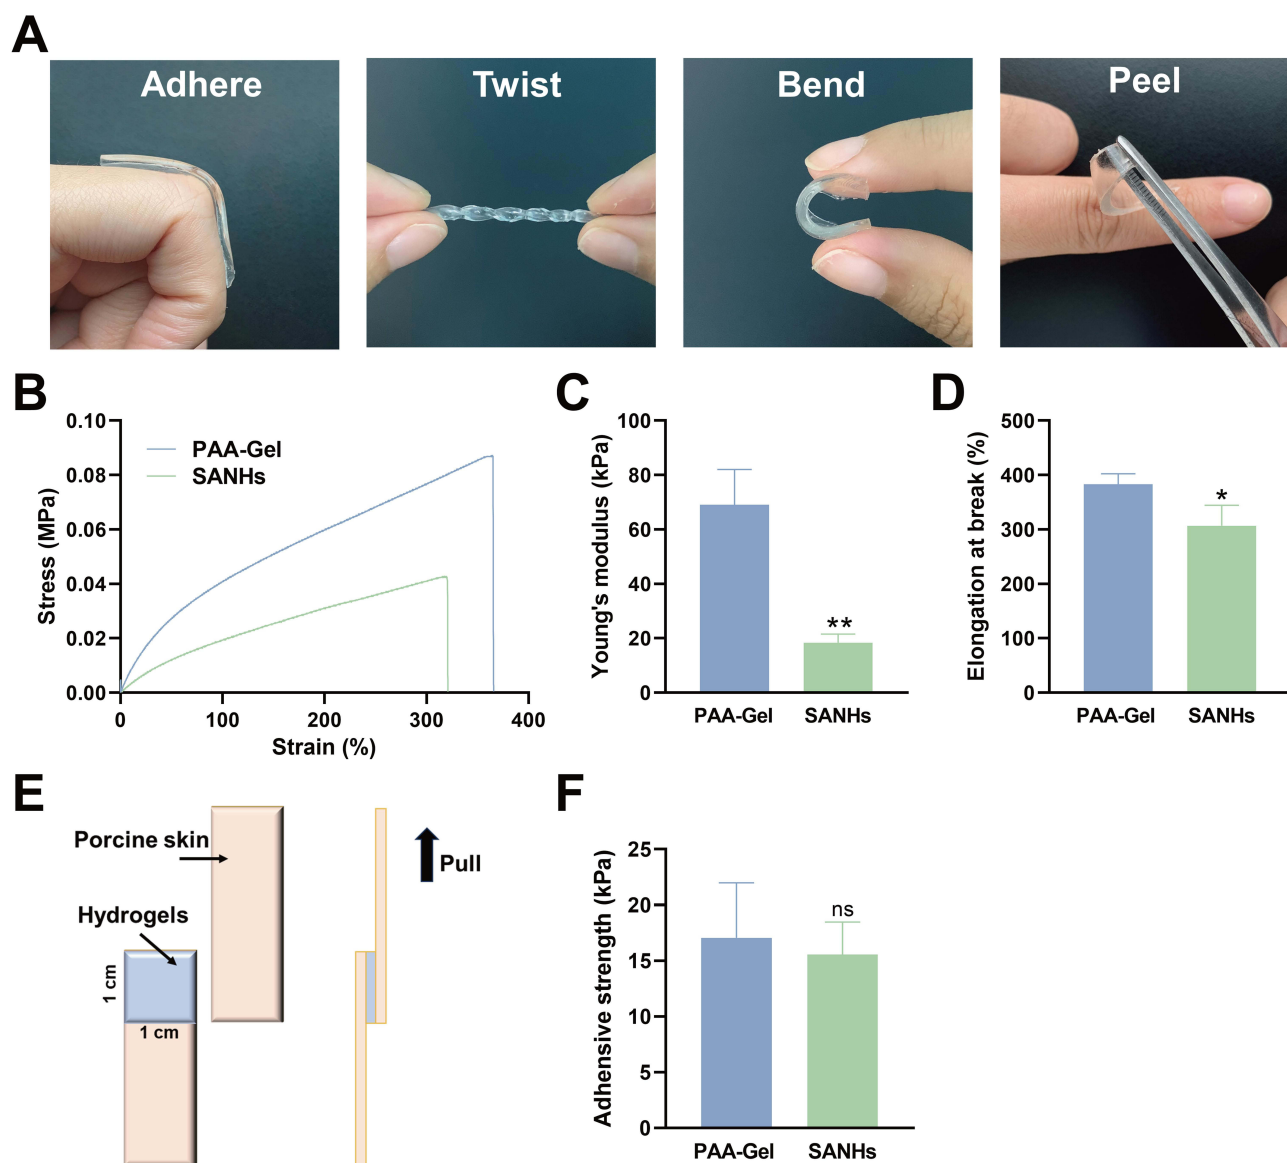 A
Adhere
Twist
Bend
Peel
B
Stress (MPa)
0.10
0.08
0.06
0.04
0.02
0.00
PAA-Gel
SANHs
0
100
200
300
400
Strain (%)
C
Young's modulus (kPa)
100
80
60
40
20
0
**
PAA-Gel
SANHs
D
Elongation at break (%)
500
400
300
200
100
0
*
PAA-Gel
SANHs
E
Porcine skin
Hydrogels
1 cm
1 cm
Pull
F
Adhensive strength (kPa)
25
20
15
10
5
0
ns
PAA-Gel
SANHs